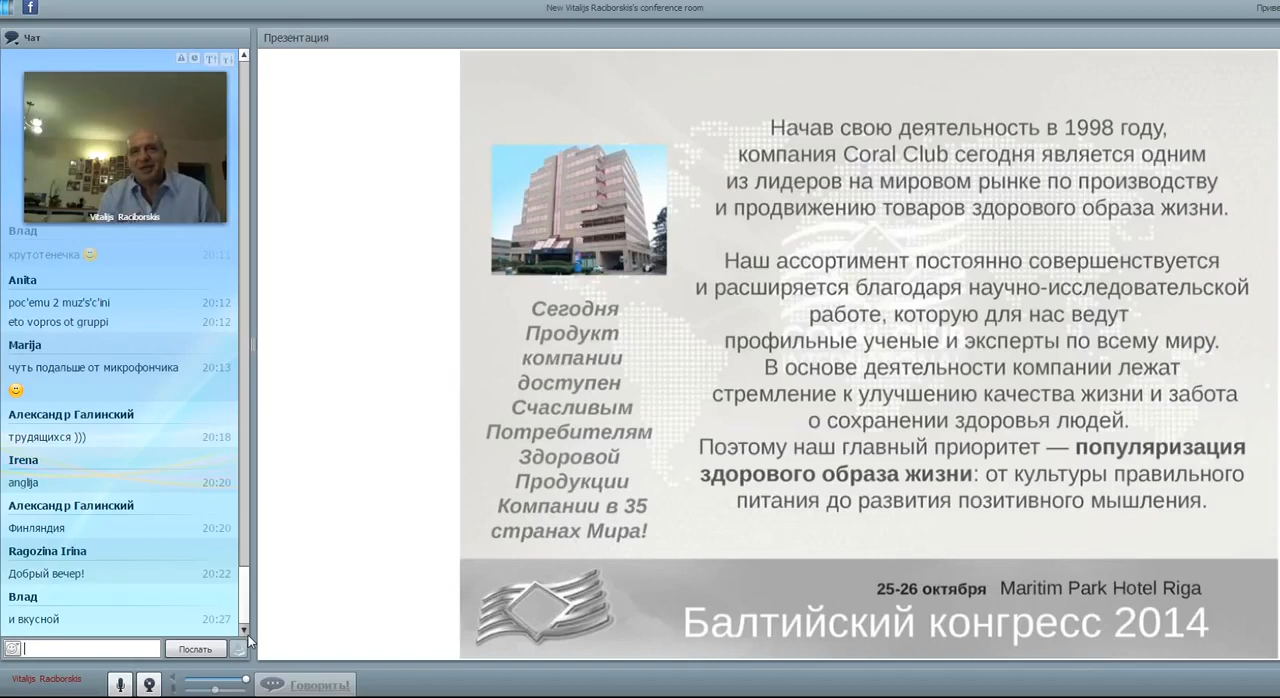 New Vitalijs Raciborskis's conference room
Приве
Чат
Презентация
Vitalijs Raciborskis
Влад
крутотенечка 20:11
Anita
poc'emu 2 muz's'c'ini 20:12
eto vopros ot gruppi 20:12
Marija
чуть подальше от микрофончика 20:13
Александр Галинский
трудящихся ))) 20:18
Irena
anglija 20:20
Александр Галинский
Финляндия 20:20
Ragozina Irina
Добрый вечер! 20:22
Влад
и вкусной 20:27
Послать
Vitalijs Raciborskis
Говорить!
Начав свою деятельность в 1998 году,
компания Coral Club сегодня является одним
из лидеров на мировом рынке по производству
и продвижению товаров здорового образа жизни.
Наш ассортимент постоянно совершенствуется
и расширяется благодаря научно-исследовательской
работе, которую для нас ведут
профильные ученые и эксперты по всему миру.
В основе деятельности компании лежат
стремление к улучшению качества жизни и забота
о сохранении здоровья людей.
Поэтому наш главный приоритет — популяризация
здорового образа жизни: от культуры правильного
питания до развития позитивного мышления.
Сегодня
Продукт
компании
доступен
Счасливым
Потребителям
Здоровой
Продукции
Компании в 35
странах Мира!
25-26 октября Maritim Park Hotel Riga
Балтийский конгресс 2014